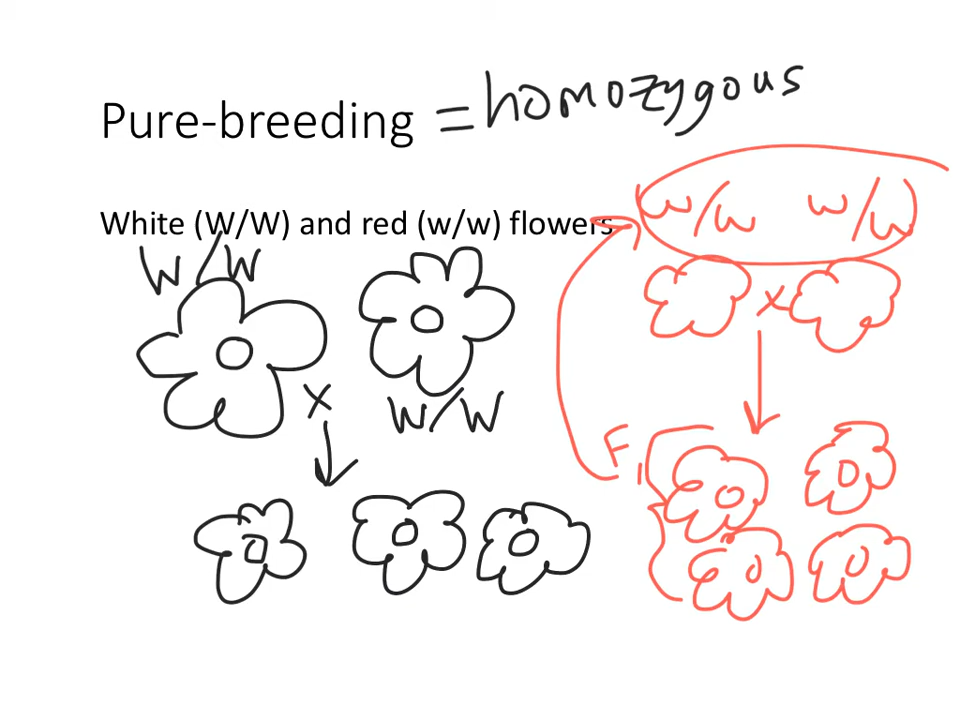 Pure-breeding = homozygous
White (W/W) and red (w/w) flowers
W/W
w/w w/w
x
x
W/W
F1